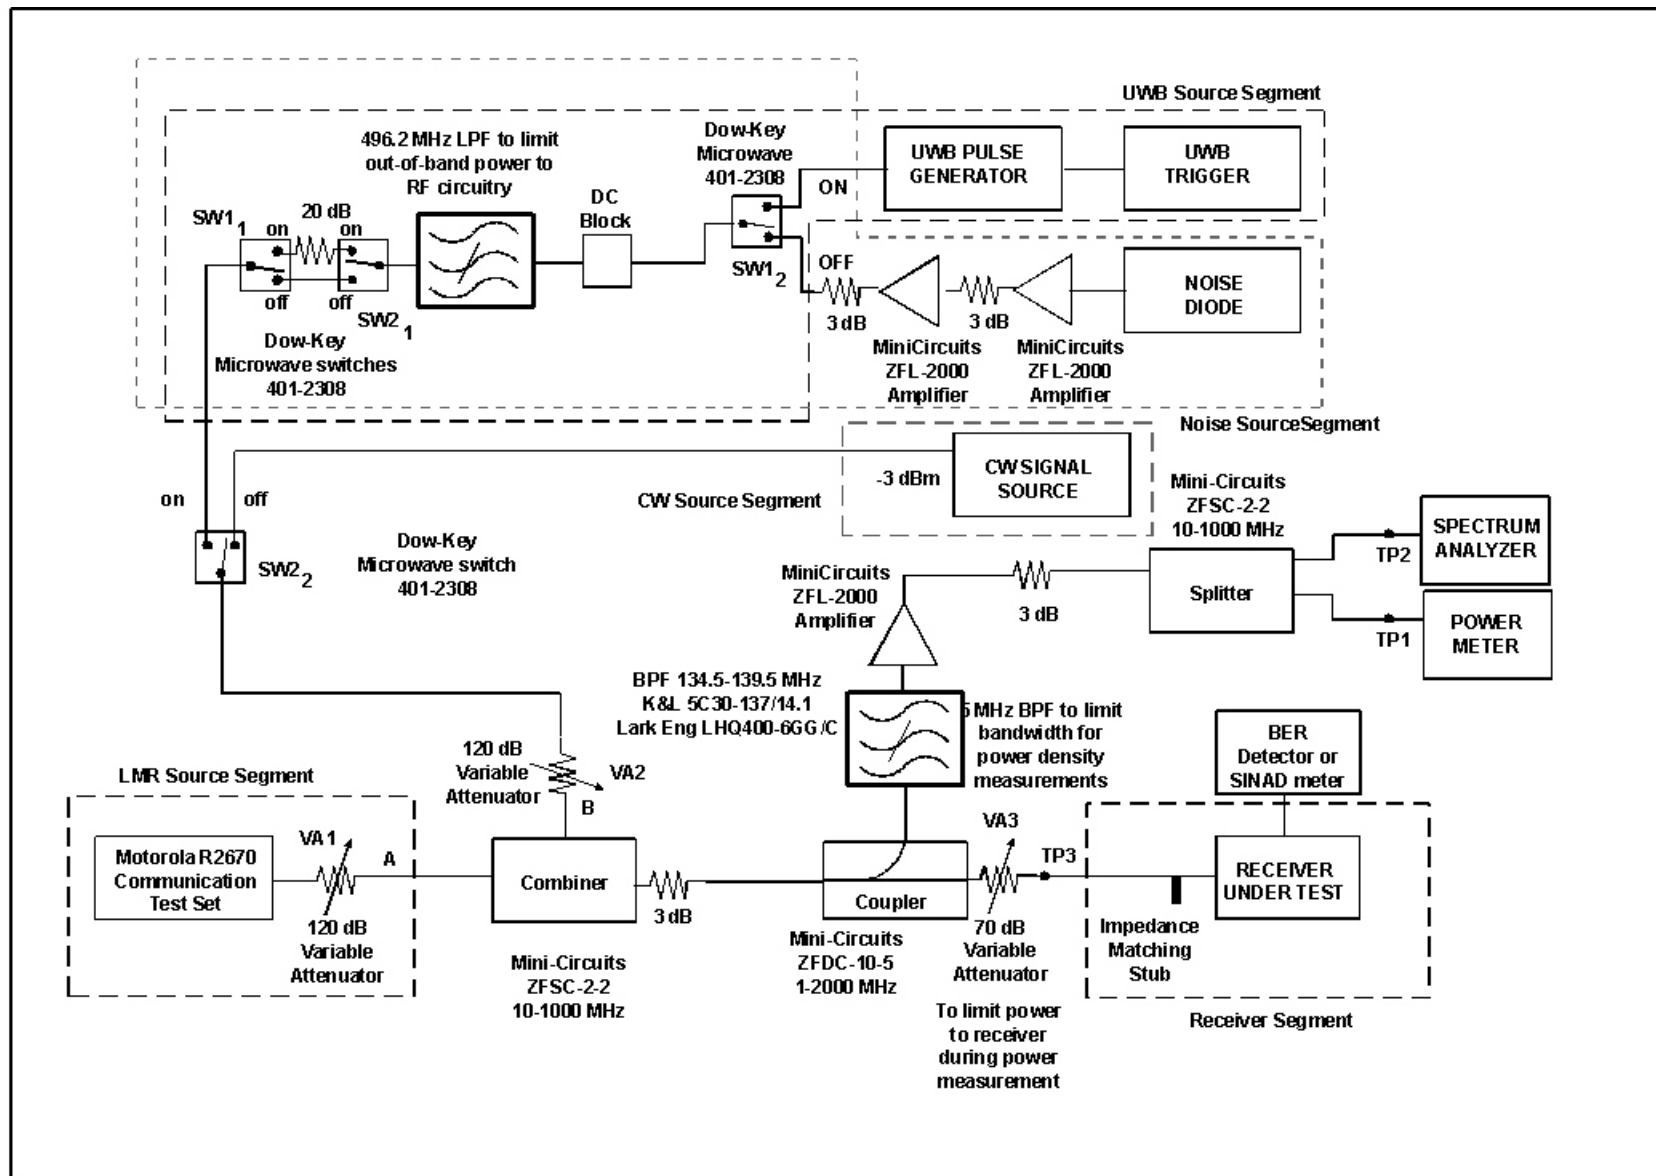 UWB Source Segment
496.2 MHz LPF to limit
out-of-band power to
RF circuitry
Dow-Key
Microwave
401-2308
ON
UWB PULSE
GENERATOR
UWB
TRIGGER
DC
Block
SW1 1
on
20 dB
on
off
off
SW2 1
SW1 2
OFF
3 dB
3 dB
NOISE
DIODE
Dow-Key
Microwave switches
401-2308
MiniCircuits
ZFL-2000
Amplifier
MiniCircuits
ZFL-2000
Amplifier
Noise SourceSegment
on
off
-3 dBm
CW SIGNAL
SOURCE
CW Source Segment
Mini-Circuits
ZFSC-2-2
10-1000 MHz
SW2 2
Dow-Key
Microwave switch
401-2308
SPECTRUM
ANALYZER
TP2
MiniCircuits
ZFL-2000
Amplifier
3 dB
Splitter
TP1
POWER
METER
BPF 134.5-139.5 MHz
K&L 5C30-137/14.1
Lark Eng LHQ400-6GG/C
5 MHz BPF to limit
bandwidth for
power density
measurements
BER
Detector or
SINAD meter
120 dB
Variable
Attenuator
VA2
B
LMR Source Segment
Motorola R2670
Communication
Test Set
VA1
A
120 dB
Variable
Attenuator
Combiner
3 dB
Mini-Circuits
ZFSC-2-2
10-1000 MHz
Coupler
Mini-Circuits
ZFDC-10-5
1-2000 MHz
VA3
TP3
70 dB
Variable
Attenuator
To limit power
to receiver
during power
measurement
RECEIVER
UNDER TEST
Impedance
Matching
Stub
Receiver Segment